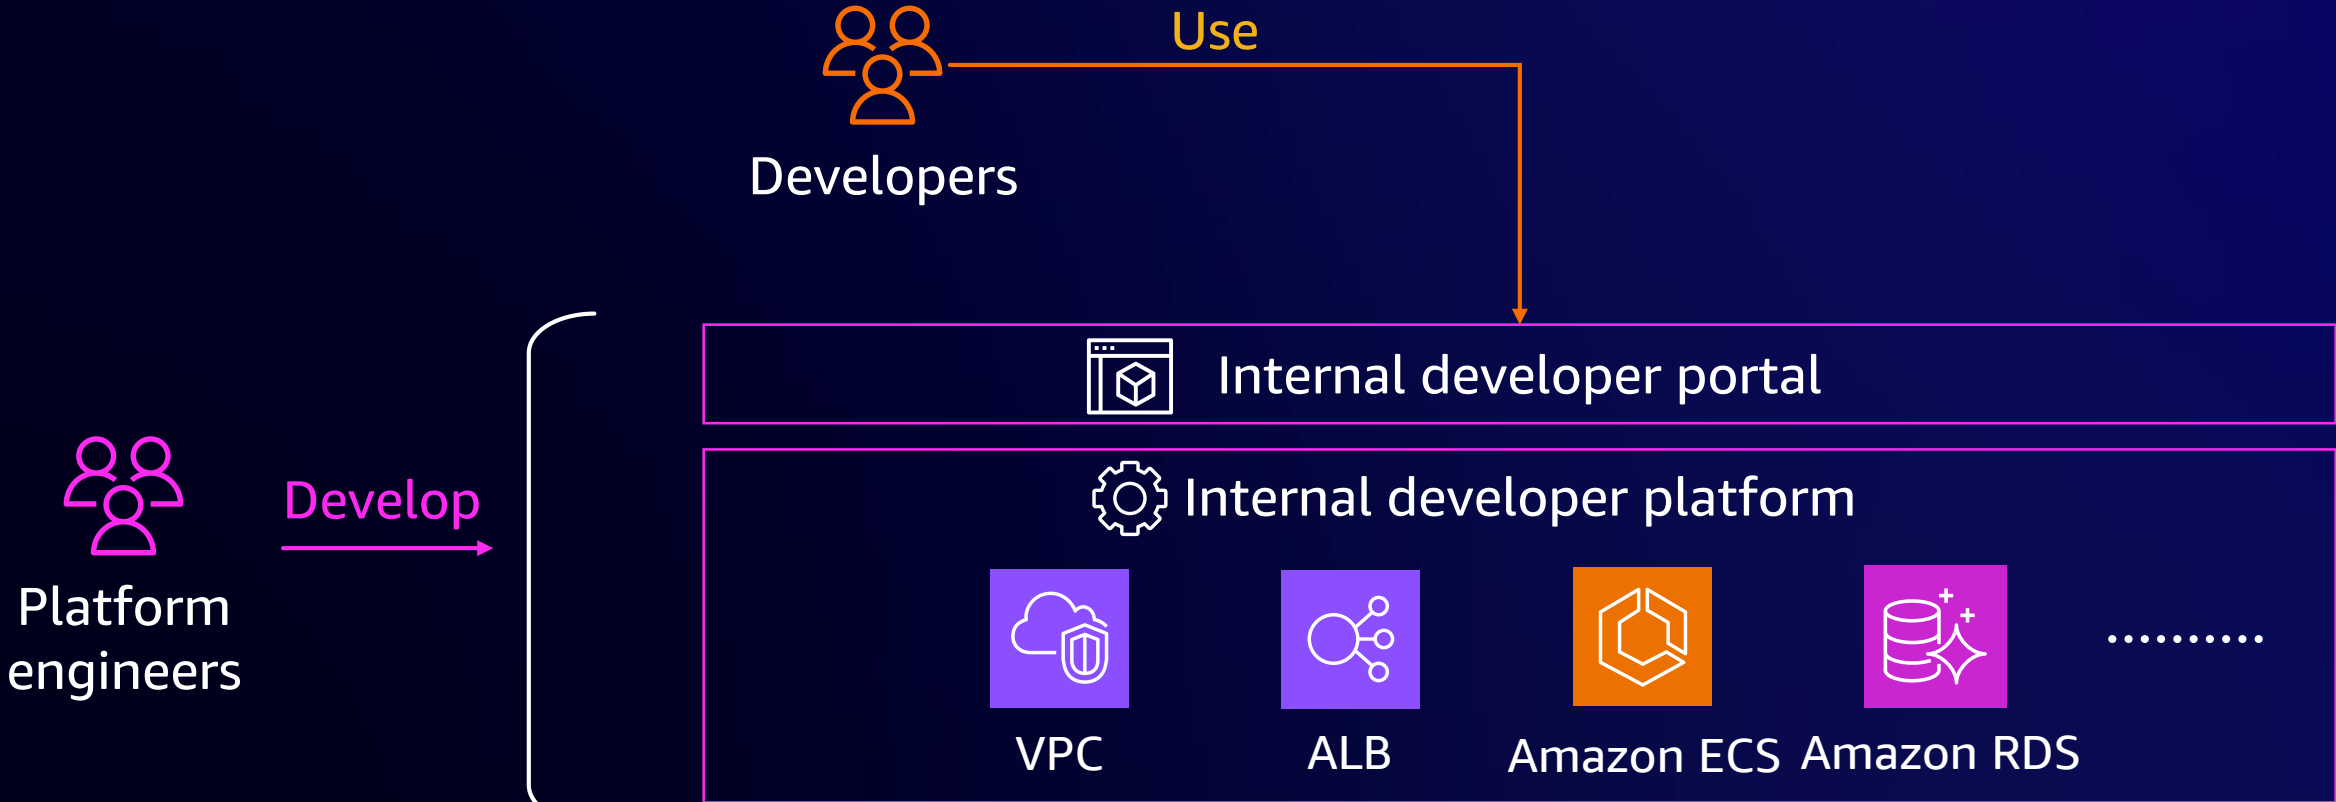 Use
Developers
Internal developer portal
Develop
Internal developer platform
Platform
engineers
VPC
ALB
Amazon ECS
Amazon RDS